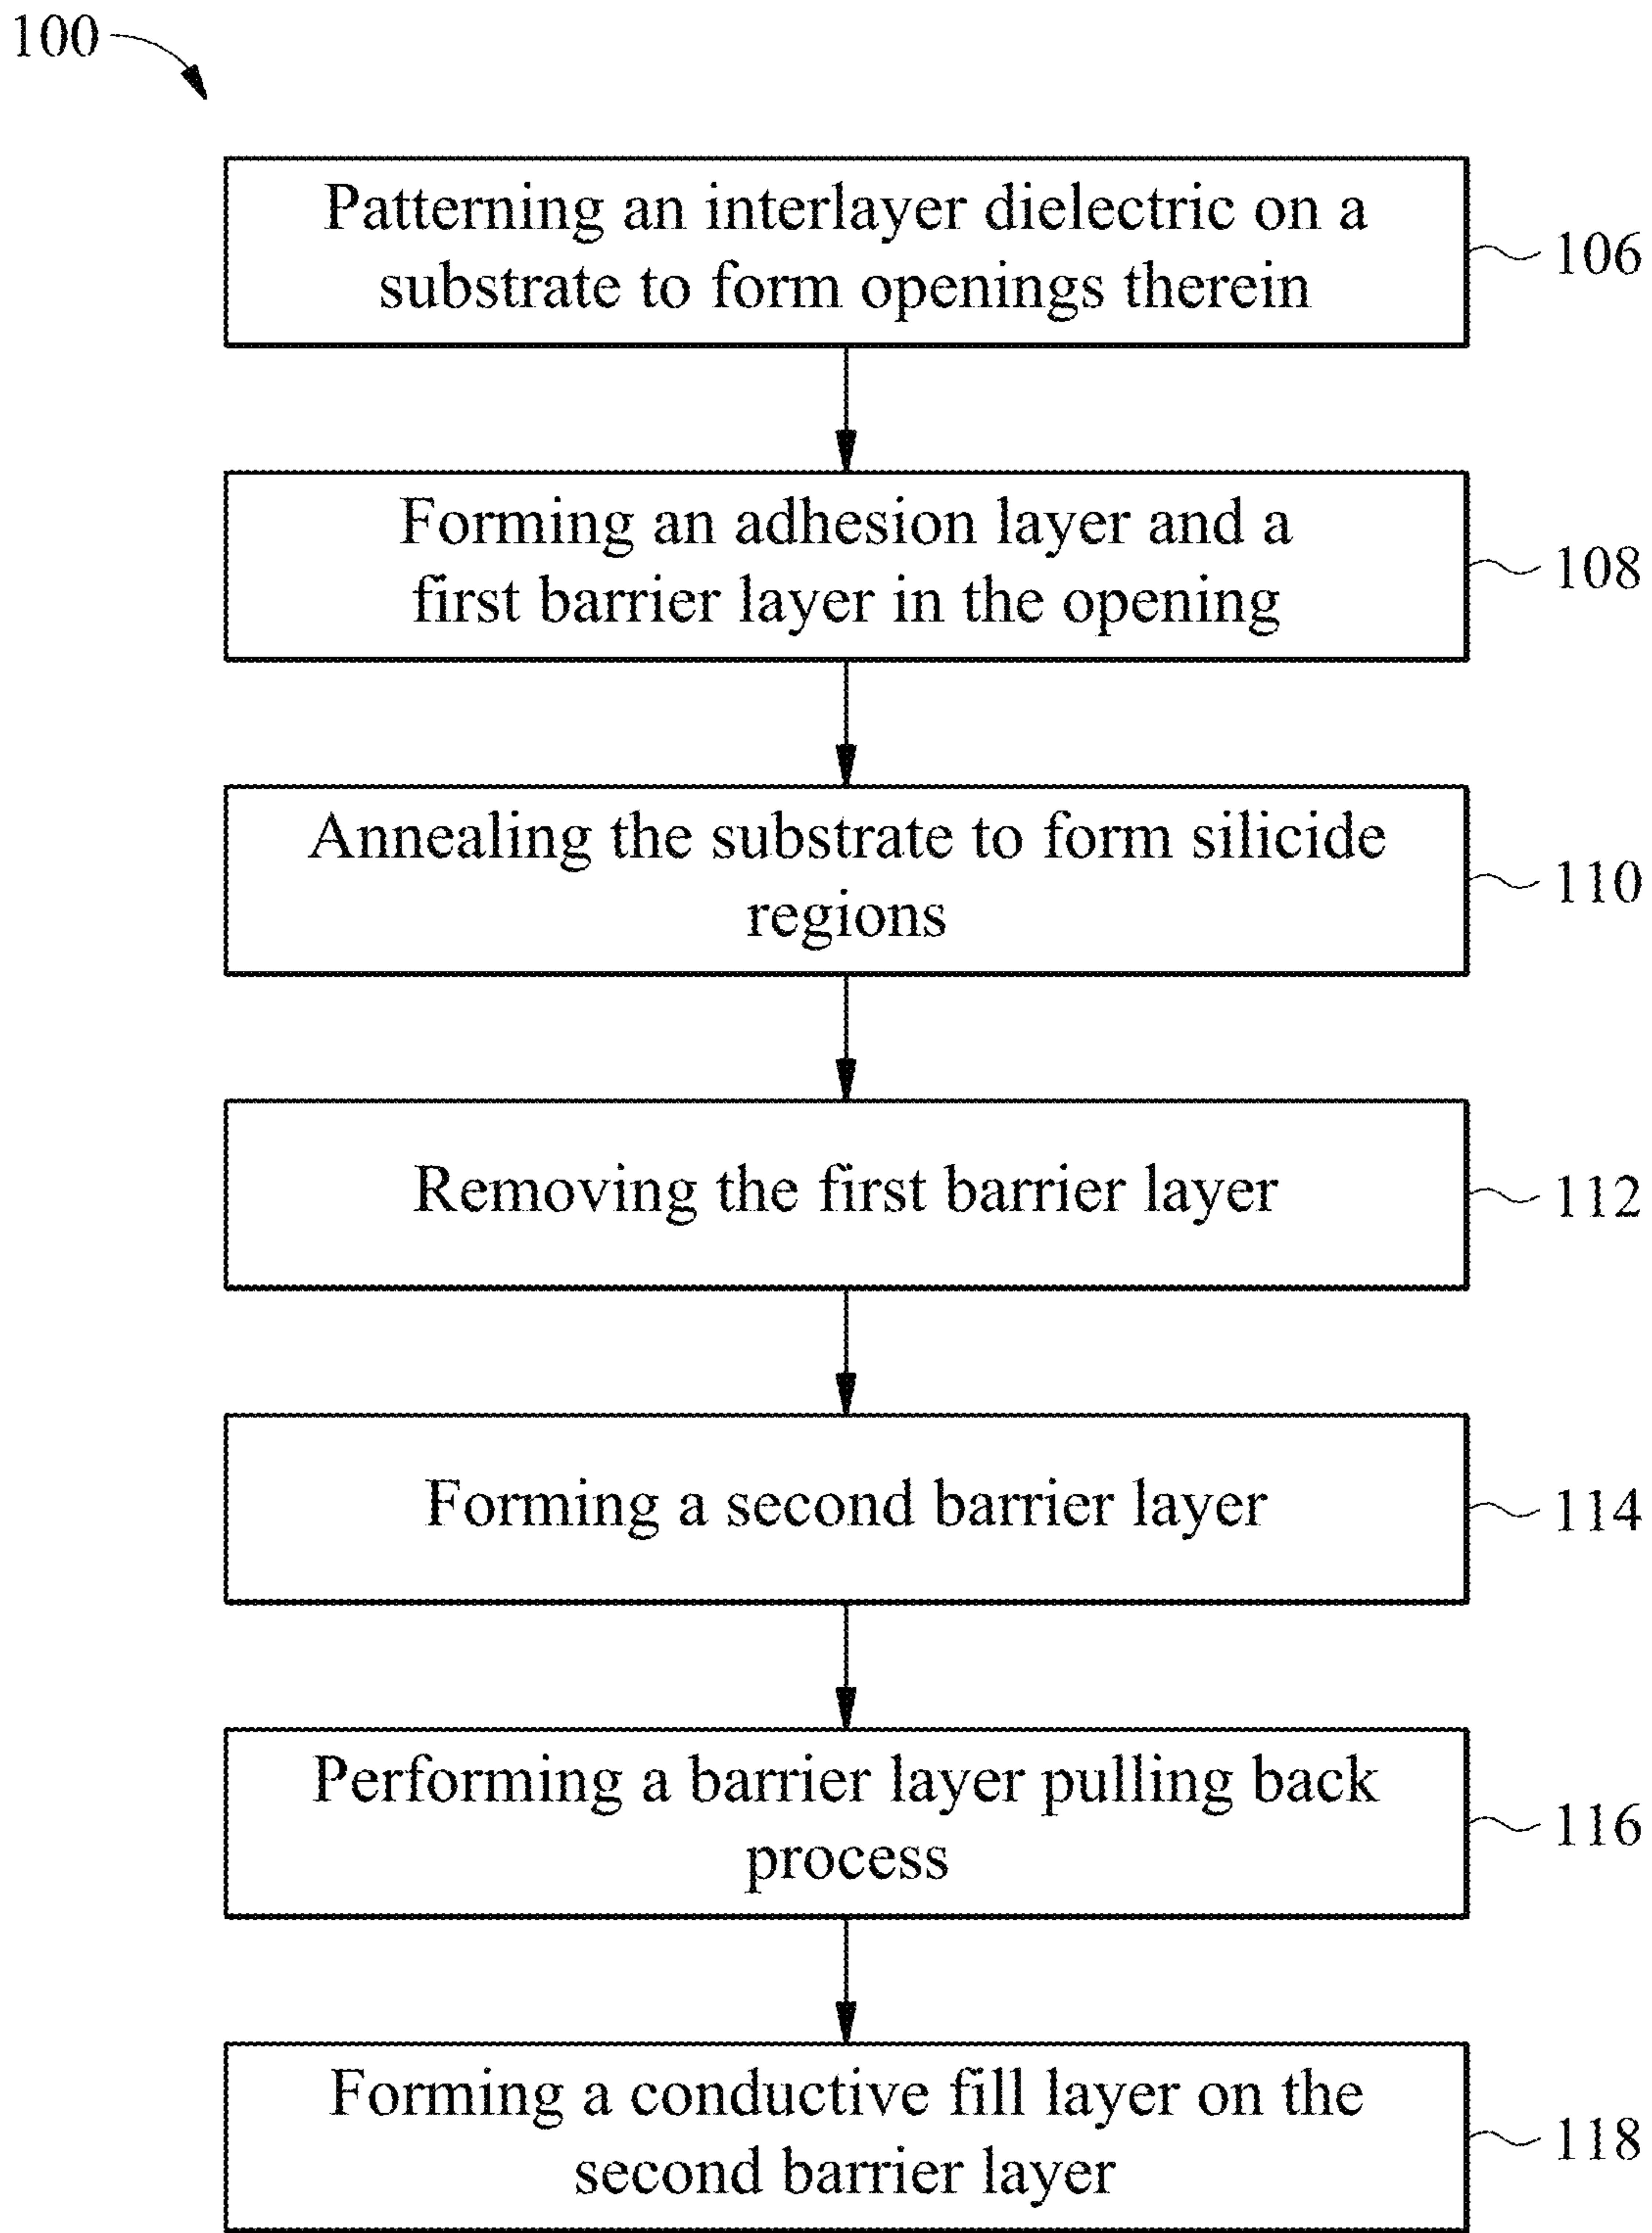 100
Patterning an interlayer dielectric on a
substrate to form openings therein
106
Forming an adhesion layer and a
first barrier layer in the opening
108
Annealing the substrate to form silicide
regions
110
Removing the first barrier layer
112
Forming a second barrier layer
114
Performing a barrier layer pulling back
process
116
Forming a conductive fill layer on the
second barrier layer
118